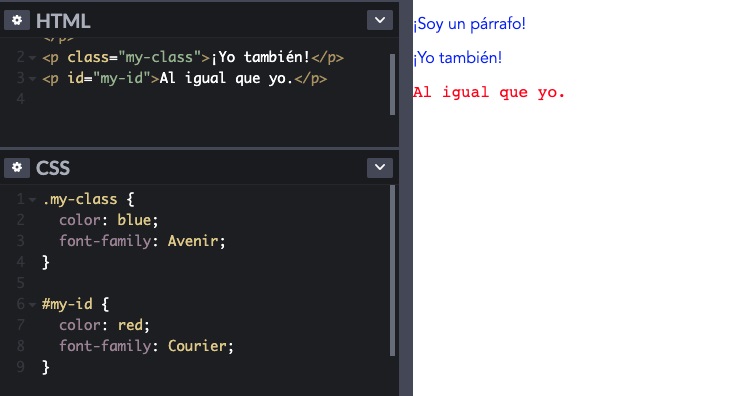 HTML
</p>
2 <p class="my-class">¡Yo también!</p>
3 <p id="my-id">Al igual que yo.</p>
4
CSS
1 .my-class {
2 color: blue;
3 font-family: Avenir;
4 }
5
6 #my-id {
7 color: red;
8 font-family: Courier;
9 }
¡Soy un párrafo!
¡Yo también!
Al igual que yo.